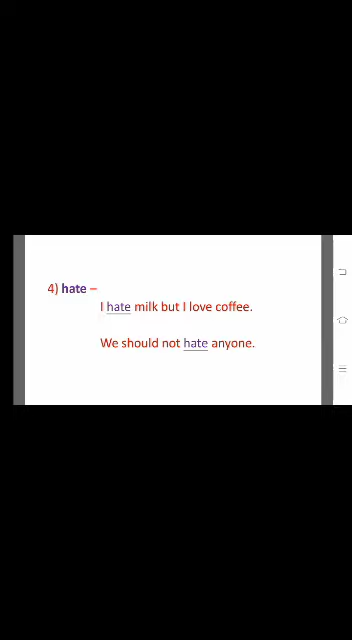 4) hate –
I hate milk but I love coffee.
We should not hate anyone.